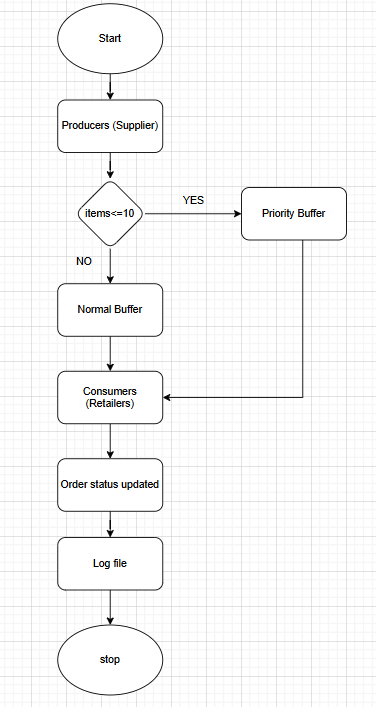 Start
Producers (Supplier)
items<=10
YES
Priority Buffer
NO
Normal Buffer
Consumers
(Retailers)
Order status updated
Log file
stop